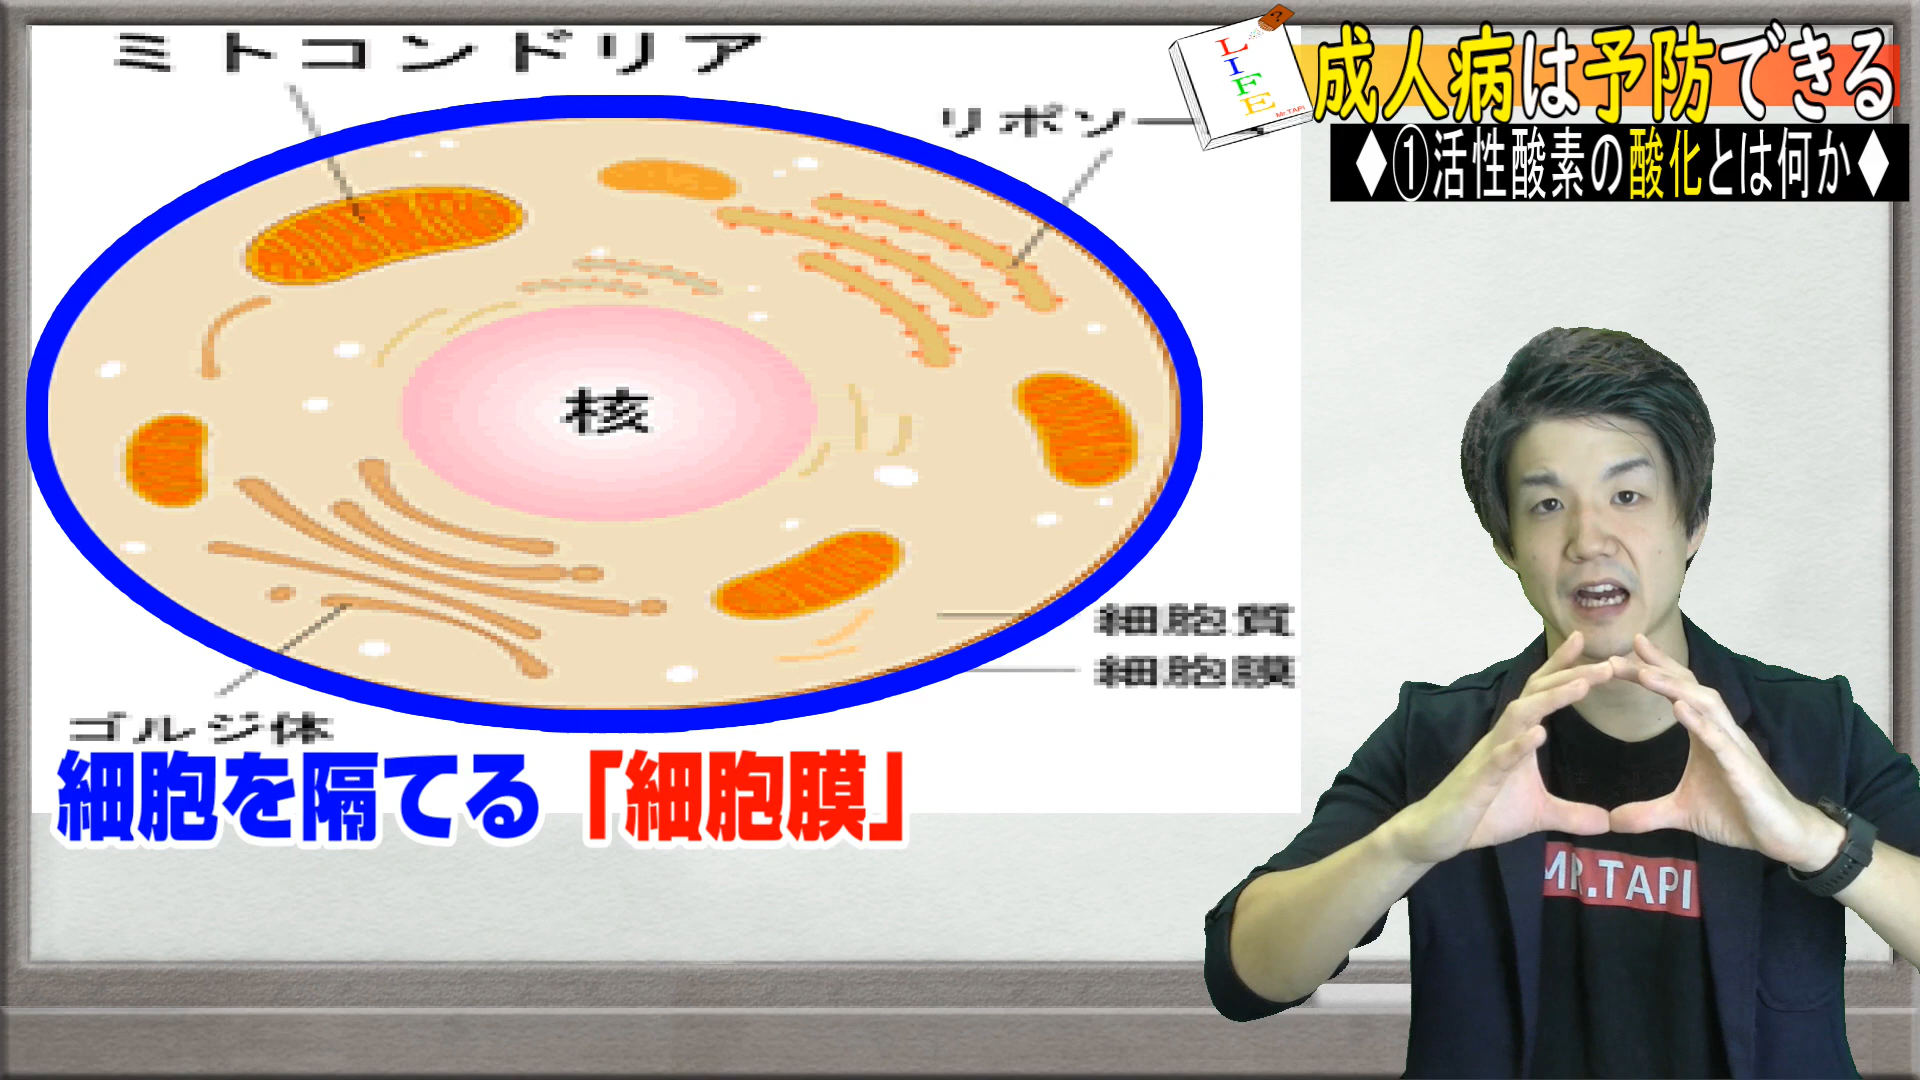 ミトコンドリア
リボソ
LIFE
Mr.TAPI
成人病は予防できる
♦①活性酸素の酸化とは何か♦
核
細胞質
細胞膜
ゴルジ体
細胞を隔てる「細胞膜」
MR.TAPI